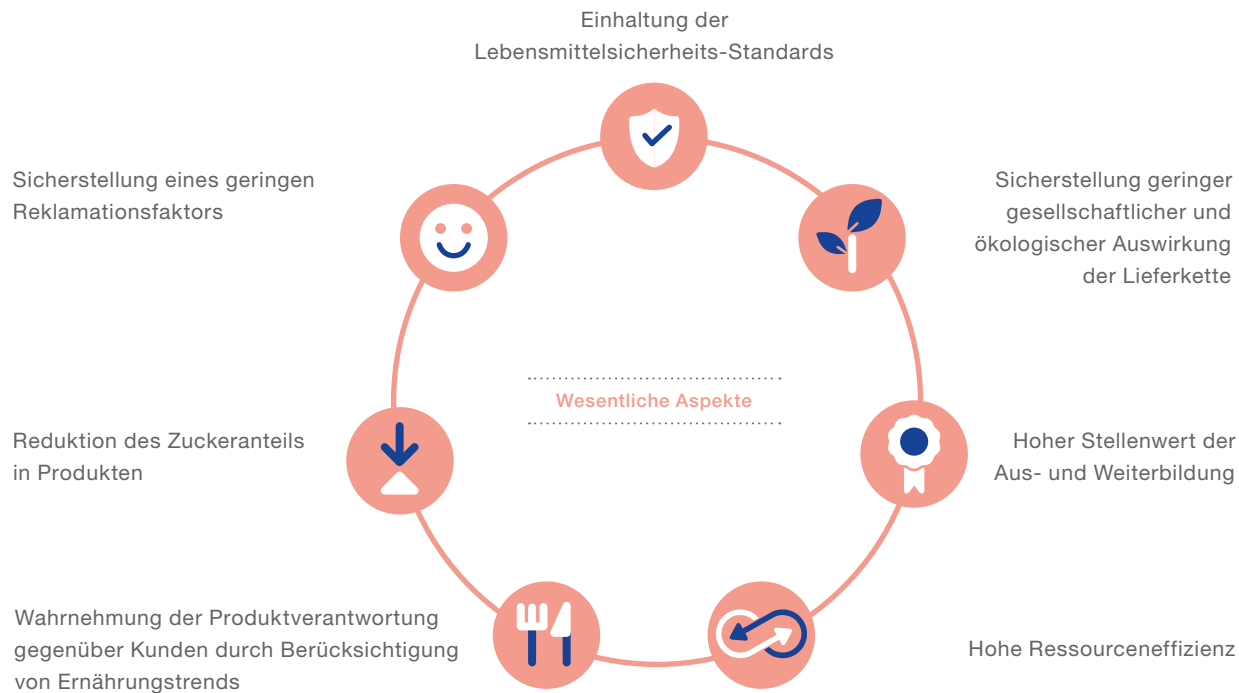 Einhaltung der
Lebensmittelsicherheits-Standards
Sicherstellung eines geringen
Reklamationsfaktors
Sicherstellung geringer
gesellschaftlicher und
ökologischer Auswirkung
der Lieferkette
Wesentliche Aspekte
Reduktion des Zuckeranteils
in Produkten
Hoher Stellenwert der
Aus- und Weiterbildung
Wahrnehmung der Produktverantwortung
gegenüber Kunden durch Berücksichtigung
von Ernährungstrends
Hohe Ressourceneffizienz